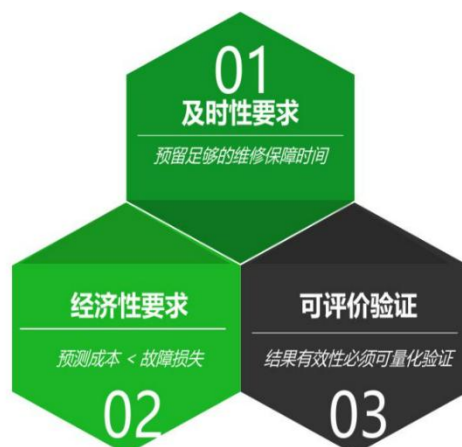 01
及时性要求
预留足够的维修保障时间
经济性要求
预测成本 < 故障损失
02
可评价验证
结果有效性必须可量化验证
03